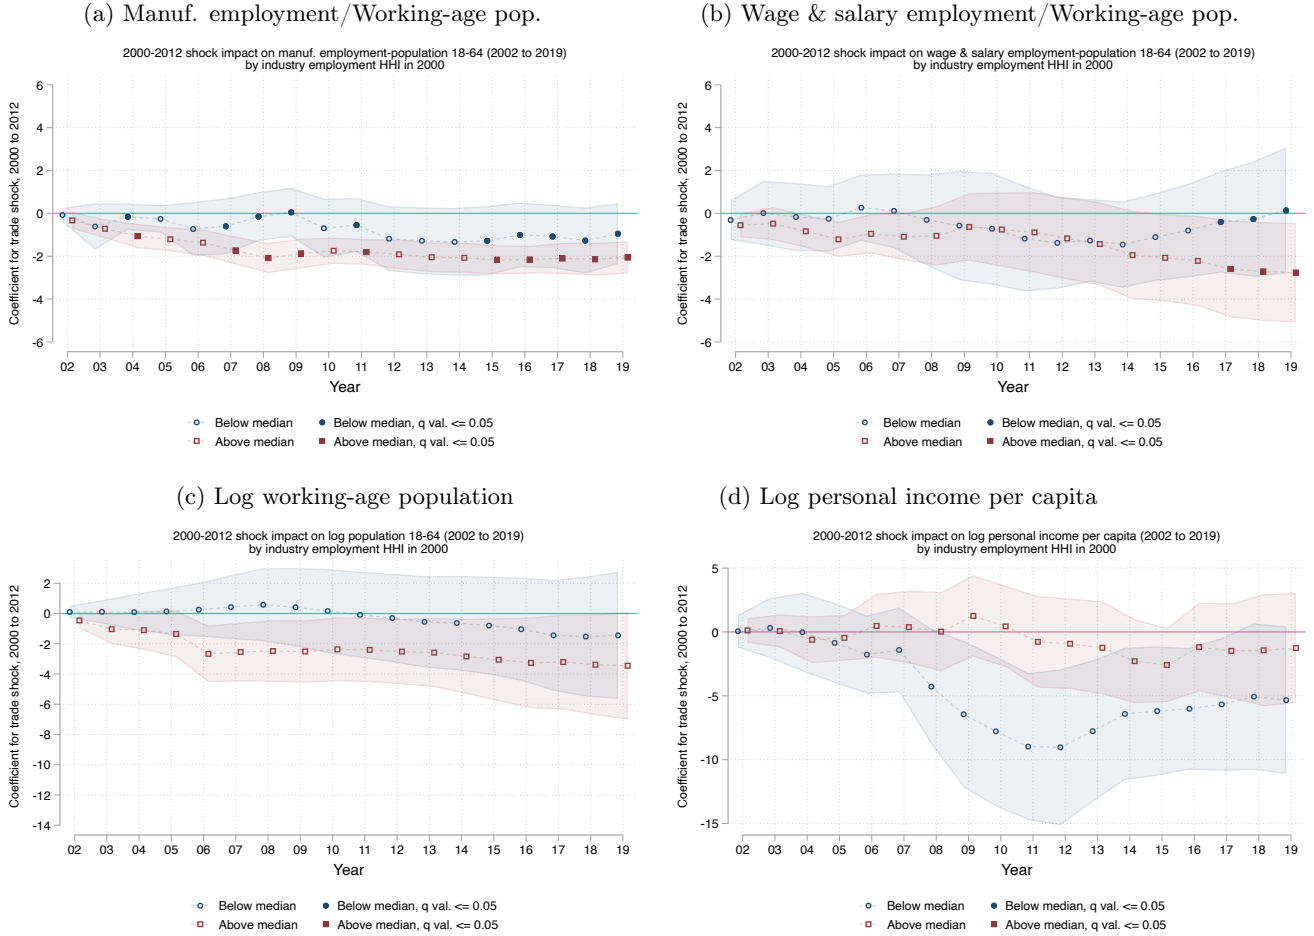 (a) Manuf. employment/Working-age pop.
2000-2012 shock impact on manuf. employment-population 18-64 (2002 to 2019)
by industry employment HHI in 2000
Coefficient for trade shock, 2000 to 2012
6
4
2
0
-2
-4
-6
02 03 04 05 06 07 08 09 10 11 12 13 14 15 16 17 18 19
Year
Below median
Below median, q val. <= 0.05
Above median
Above median, q val. <= 0.05
(b) Wage & salary employment/Working-age pop.
2000-2012 shock impact on wage & salary employment-population 18-64 (2002 to 2019)
by industry employment HHI in 2000
Coefficient for trade shock, 2000 to 2012
6
4
2
0
-2
-4
-6
02 03 04 05 06 07 08 09 10 11 12 13 14 15 16 17 18 19
Year
Below median
Below median, q val. <= 0.05
Above median
Above median, q val. <= 0.05
(c) Log working-age population
2000-2012 shock impact on log population 18-64 (2002 to 2019)
by industry employment HHI in 2000
Coefficient for trade shock, 2000 to 2012
2
0
-2
-4
-6
-8
-10
-12
-14
02 03 04 05 06 07 08 09 10 11 12 13 14 15 16 17 18 19
Year
Below median
Below median, q val. <= 0.05
Above median
Above median, q val. <= 0.05
(d) Log personal income per capita
2000-2012 shock impact on log personal income per capita (2002 to 2019)
by industry employment HHI in 2000
Coefficient for trade shock, 2000 to 2012
5
0
-5
-10
-15
02 03 04 05 06 07 08 09 10 11 12 13 14 15 16 17 18 19
Year
Below median
Below median, q val. <= 0.05
Above median
Above median, q val. <= 0.05